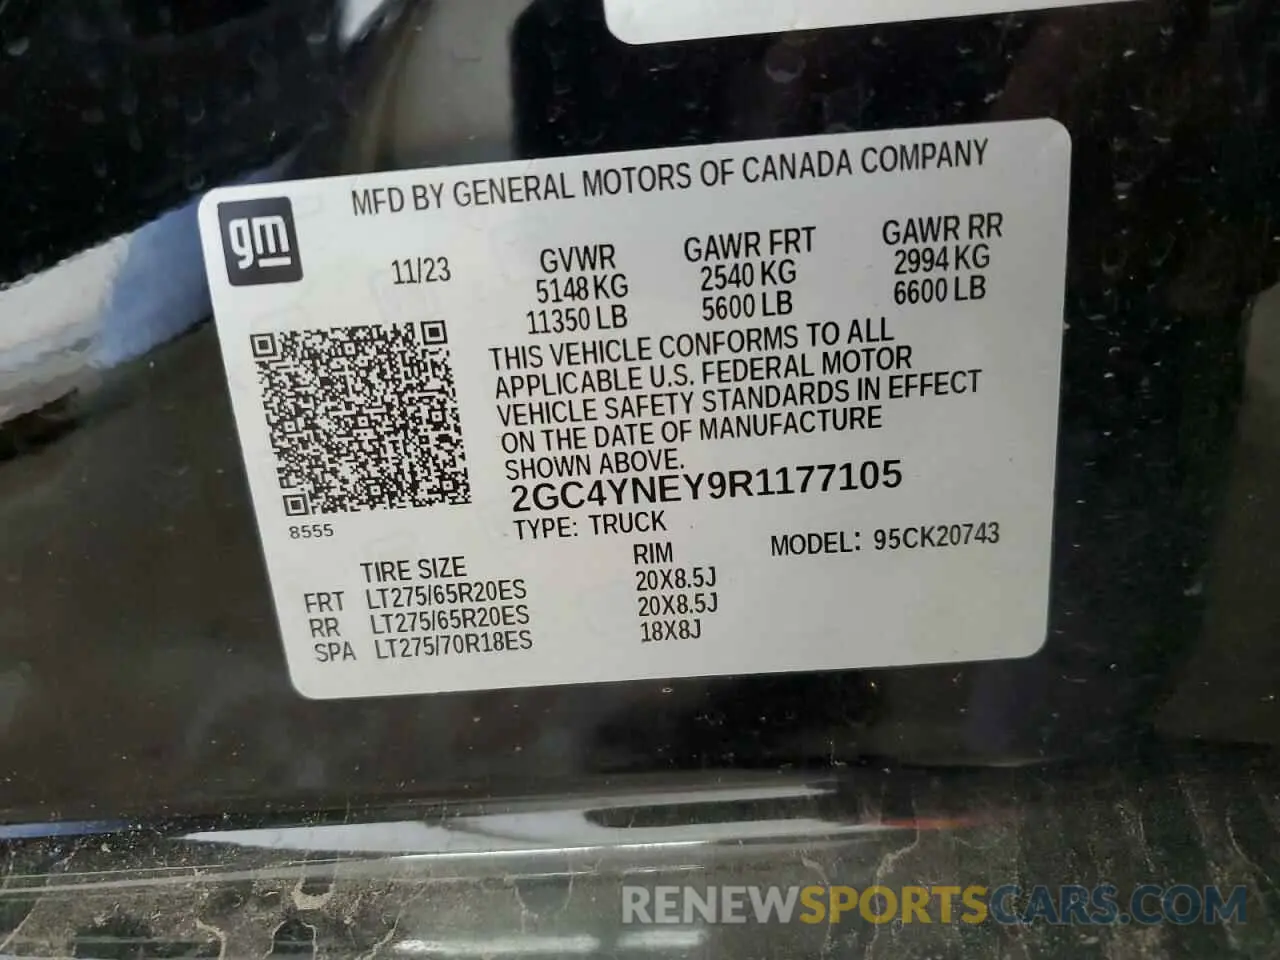 MFD BY GENERAL MOTORS OF CANADA COMPANY
gm
11/23
GVWR GAWR FRT GAWR RR
5148 KG 2540 KG 2994 KG
11350 LB 5600 LB 6600 LB
THIS VEHICLE CONFORMS TO ALL
APPLICABLE U.S. FEDERAL MOTOR
VEHICLE SAFETY STANDARDS IN EFFECT
ON THE DATE OF MANUFACTURE
SHOWN ABOVE.
2GC4YNEY9R1177105
8555
TYPE: TRUCK
MODEL: 95CK20743
TIRE SIZE RIM
FRT LT275/65R20ES 20X8.5J
RR LT275/65R20ES 20X8.5J
SPA LT275/70R18ES 18X8J
RENEWSPORTSCARS.COM